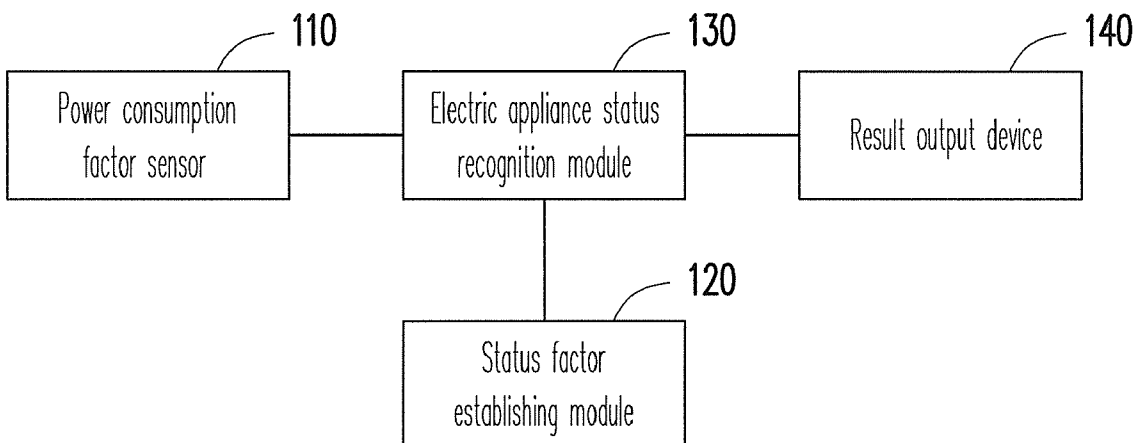 110
130
140
Power consumption
factor sensor
Electric appliance status
recognition module
Result output device
120
Status factor
establishing module